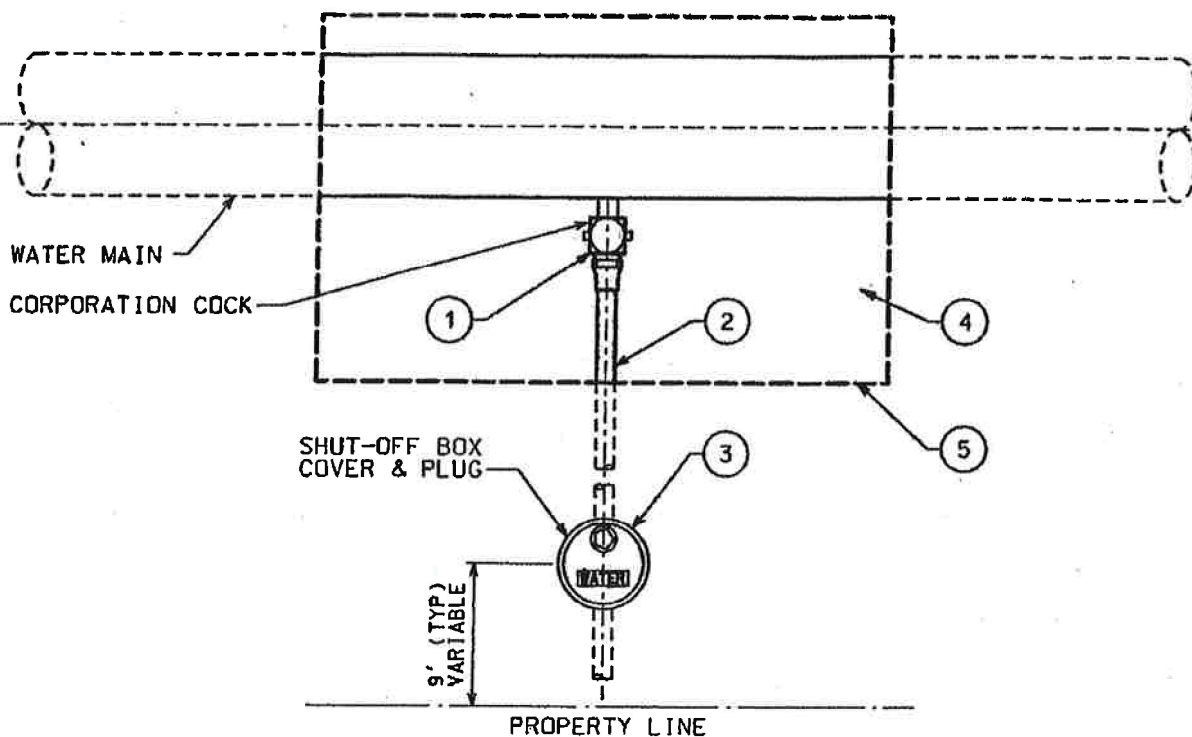 WATER MAIN
CORPORATION COCK
1
2
4
SHUT-OFF BOX
COVER & PLUG
3
5
WATER
9' (TYP)
VARIABLE
PROPERTY LINE